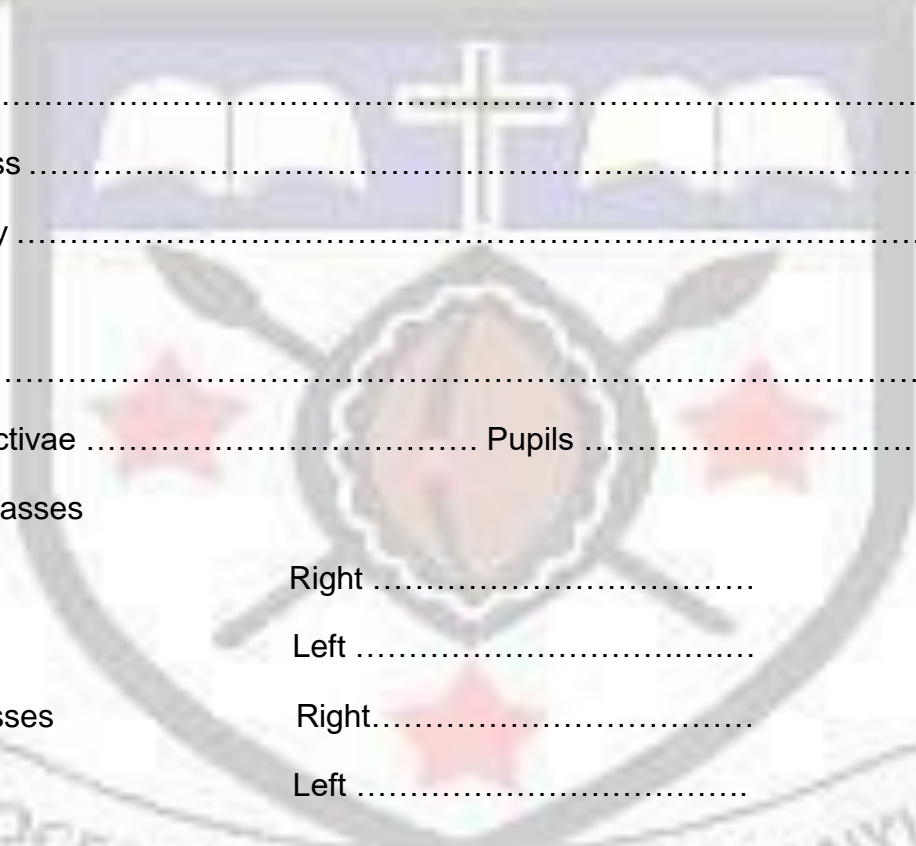 .................................................................................................
ss .................................................................................................
y .................................................................................................
.................................................................................................
ctivae ............................................. Pupils ......................................
asses
Right ............................................
Left ..............................................
sses Right............................................
Left .............................................